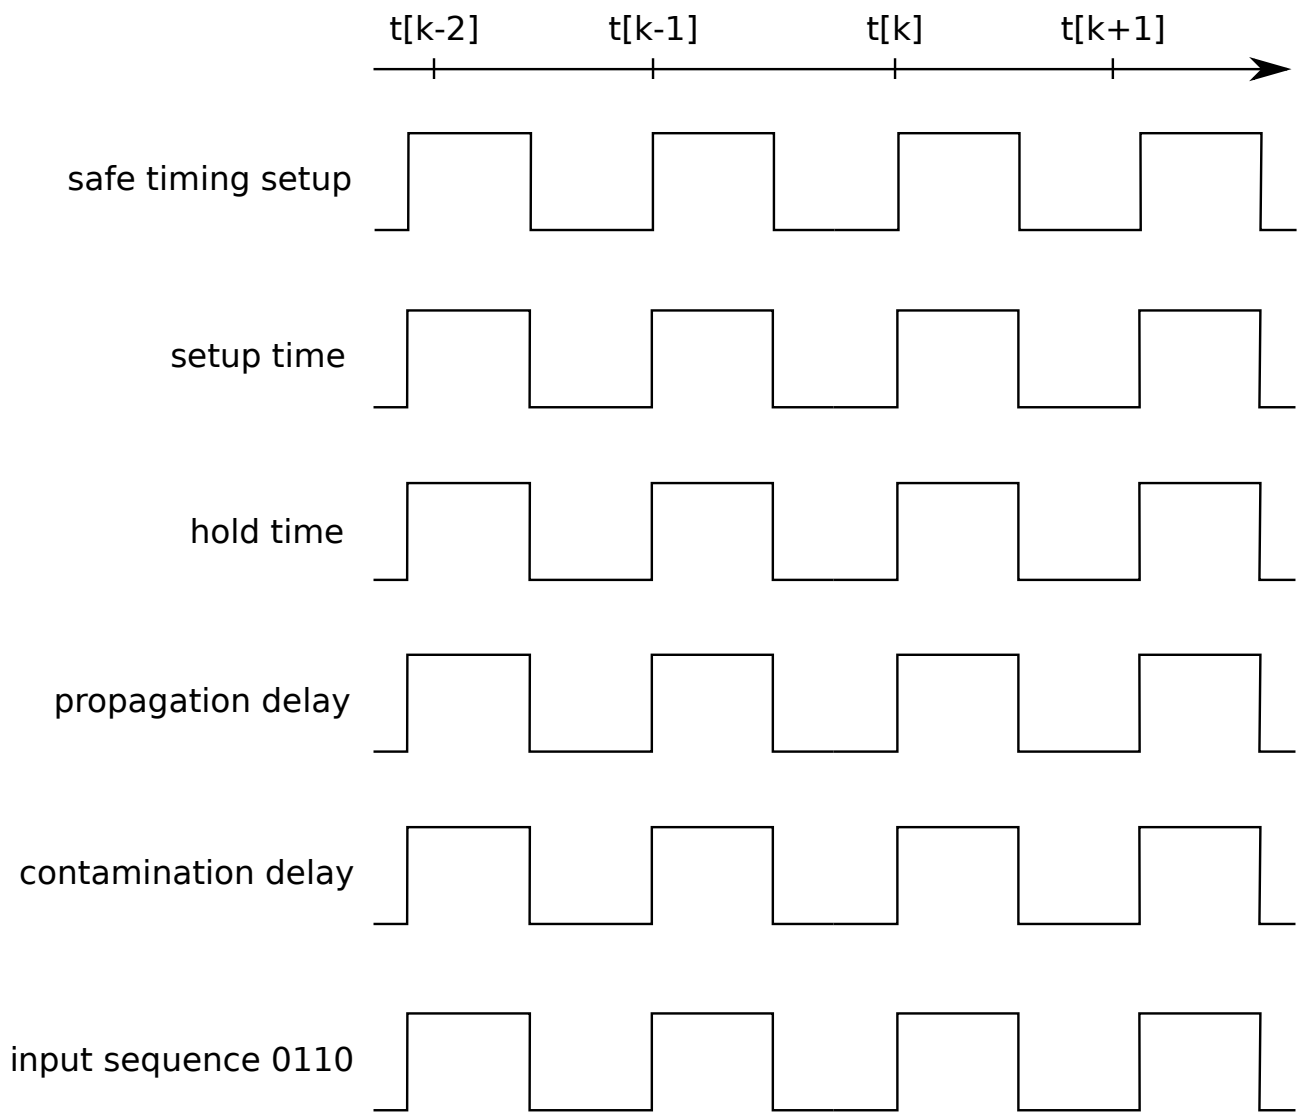 t[k-2] t[k-1] t[k] t[k+1]
safe timing setup
setup time
hold time
propagation delay
contamination delay
input sequence 0110